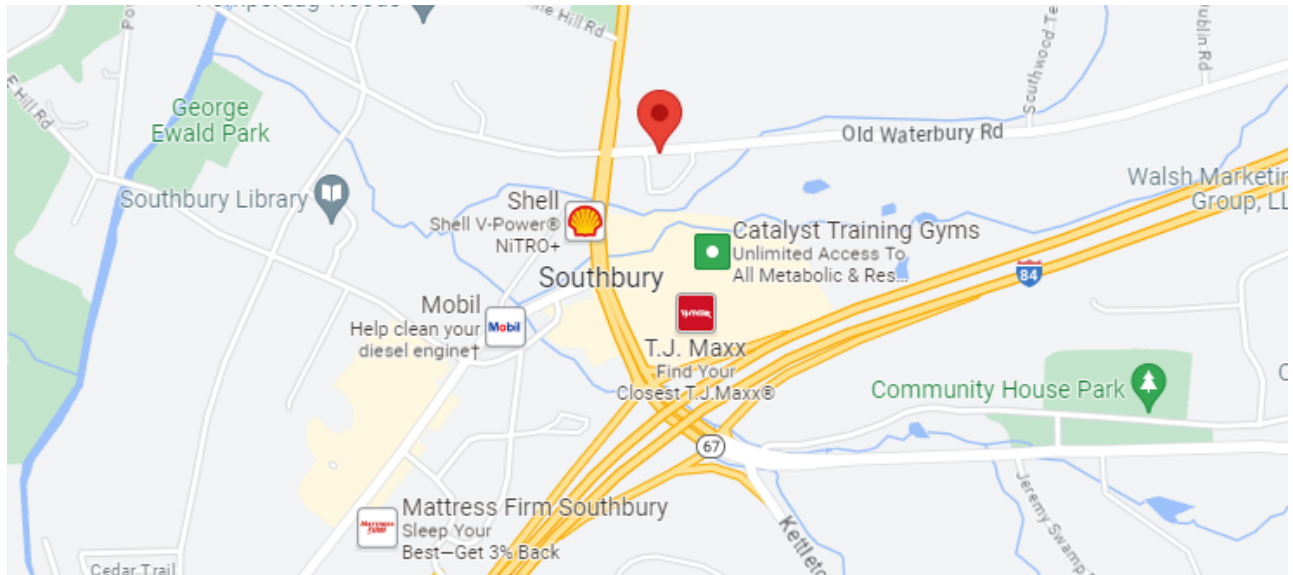 Hill Rd
George
Ewald Park
Southbury Library
Old Waterbury Rd
Dublin Rd
Walsh Marketin
Group, LL
Shell
Shell V-Power®
NiTRO+
Catalyst Training Gyms
Unlimited Access To
All Metabolic & Res...
84
Southbury
Mobil
Help clean your
diesel engine†
Mobil
T.J. Maxx
Find Your
Closest T.J.Maxx®
Community House Park
67
Mattress Firm Southbury
Sleep Your
Best—Get 3% Back
Jeremy Swamp
Cedar Trail